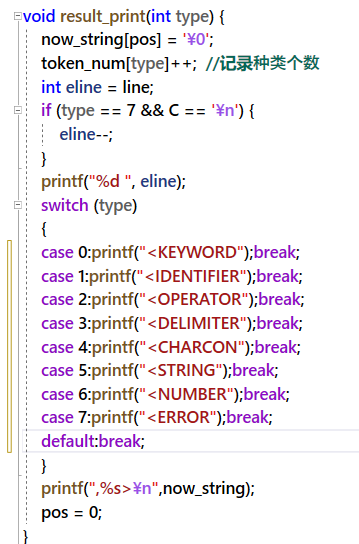 void result_print(int type) {
now_string[pos] = '¥0';
token_num[type]++; //记录种类个数
int eline = line;
if (type == 7 && C == '¥n') {
eline--;
}
printf("%d ", eline);
switch (type)
{
case 0:printf("<KEYWORD");break;
case 1:printf("<IDENTIFIER");break;
case 2:printf("<OPERATOR");break;
case 3:printf("<DELIMITER");break;
case 4:printf("<CHARCON");break;
case 5:printf("<STRING");break;
case 6:printf("<NUMBER");break;
case 7:printf("<ERROR");break;
default:break;
}
printf(",%s>¥n",now_string);
pos = 0;
}